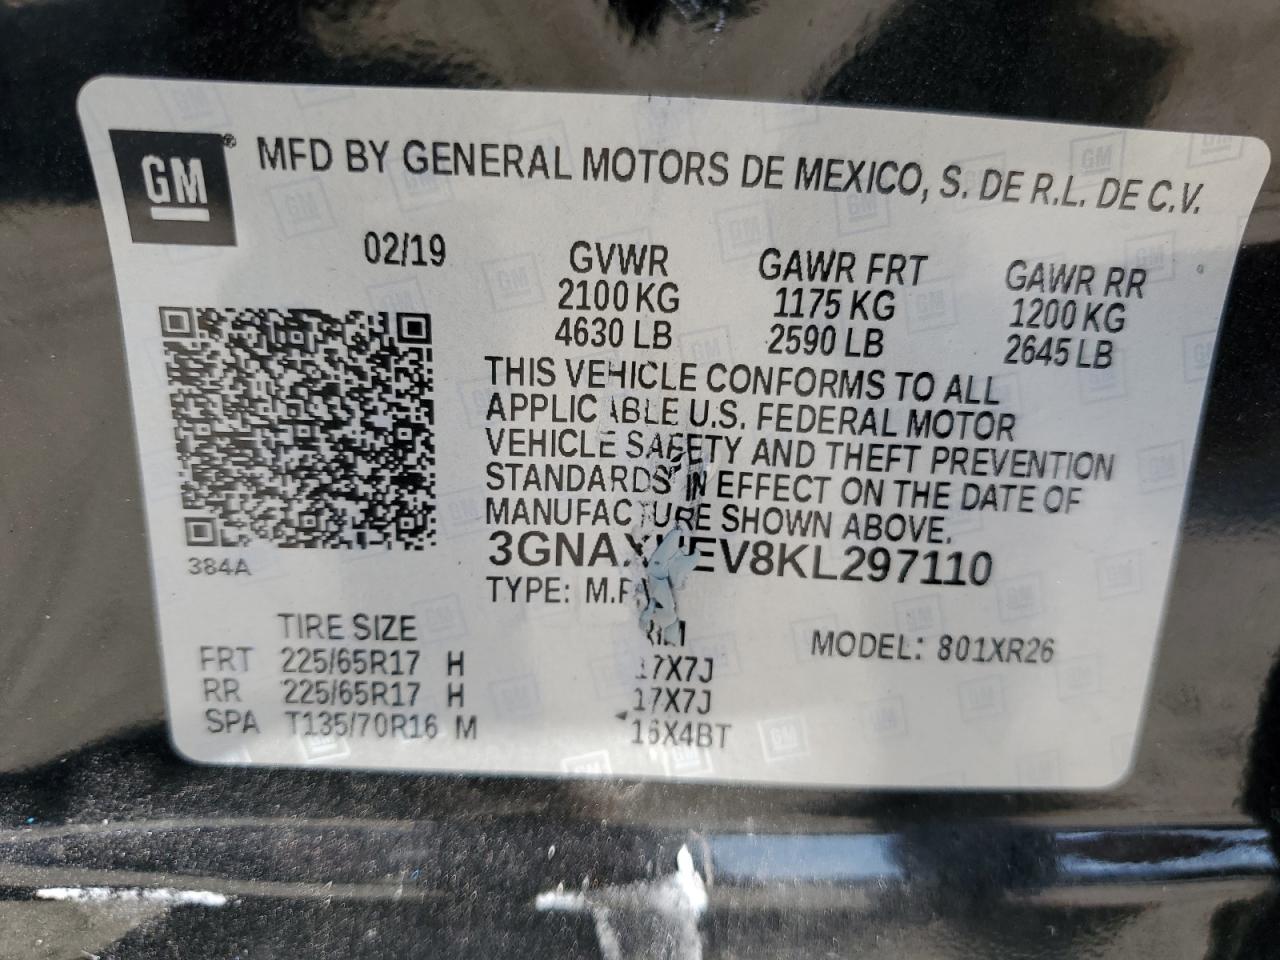 GM
MFD BY GENERAL MOTORS DE MEXICO, S. DE R.L. DE C.V.
02/19
GVWR
2100 KG
4630 LB
GAWR FRT
1175 KG
2590 LB
GAWR RR
1200 KG
2645 LB
THIS VEHICLE CONFORMS TO ALL
APPLICABLE U.S. FEDERAL MOTOR
VEHICLE SAFETY AND THEFT PREVENTION
STANDARDS IN EFFECT ON THE DATE OF
MANUFACTURE SHOWN ABOVE.
384A
TYPE:
MODEL: 801XR26
TIRE SIZE RIM
FRT 225/65R17 H 17X7J
RR 225/65R17 H 17X7J
SPA T135/70R16 M 16X4BT